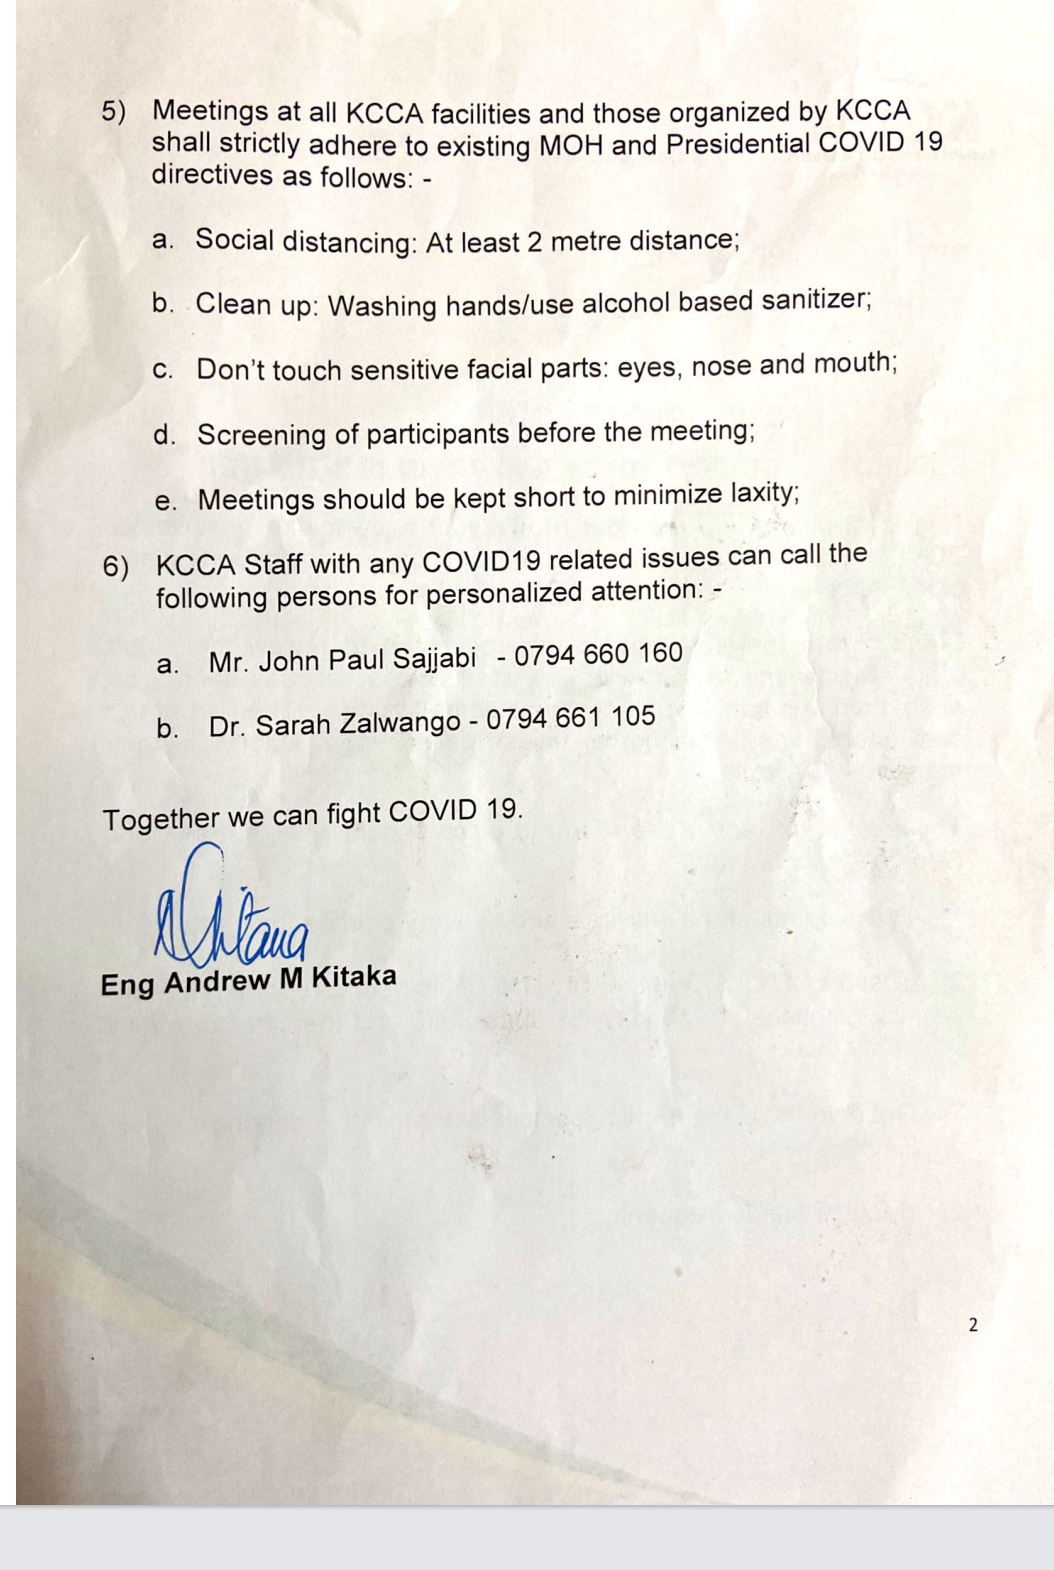 5) Meetings at all KCCA facilities and those organized by KCCA
shall strictly adhere to existing MOH and Presidential COVID 19
directives as follows: -
a. Social distancing: At least 2 metre distance;
b. Clean up: Washing hands/use alcohol based sanitizer;
c. Don't touch sensitive facial parts: eyes, nose and mouth;
d. Screening of participants before the meeting;
e. Meetings should be kept short to minimize laxity;
6) KCCA Staff with any COVID19 related issues can call the
following persons for personalized attention: -
a. Mr. John Paul Sajjabi - 0794 660 160
b. Dr. Sarah Zalwango - 0794 661 105
Together we can fight COVID 19.
Eng Andrew M Kitaka
2